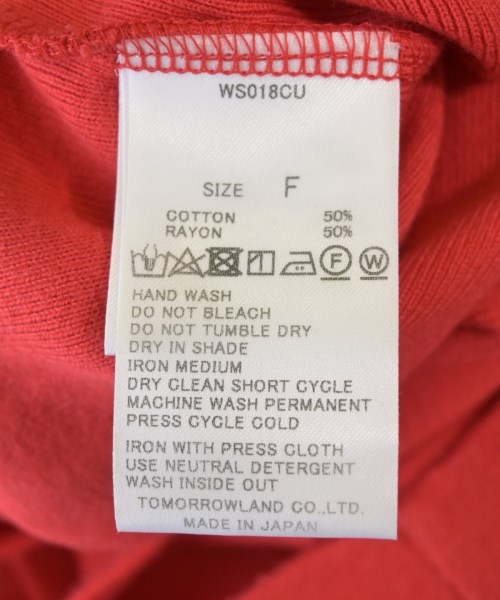 WS018CU
SIZE F
COTTON 50%
RAYON 50%
F W
HAND WASH
DO NOT BLEACH
DO NOT TUMBLE DRY
DRY IN SHADE
IRON MEDIUM
DRY CLEAN SHORT CYCLE
MACHINE WASH PERMANENT
PRESS CYCLE COLD
IRON WITH PRESS CLOTH
USE NEUTRAL DETERGENT
WASH INSIDE OUT
TOMORROWLAND CO.,LTD.
MADE IN JAPAN